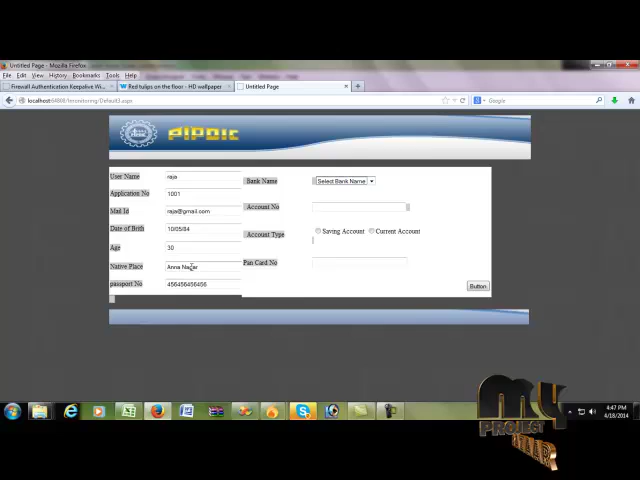 Untitled Page - Mozilla Firefox
File Edit View History Bookmarks Tools Help
Firewall Authentication Keepalive Wi...
Red tulips on the floor - HD wallpaper
Untitled Page
Google
PIPDIC
User Name raja
Application No 1001
Mail Id raja@gmail.com
Date of Birth 10/05/84
Age 30
Native Place Anna Nagar
passport No 456456456456
Bank Name Select Bank Name
Account No
Account Type Saving Account Current Account
Pan Card No
Button
4:47 PM
4/18/2014
my
PROJECT
BAZAAR